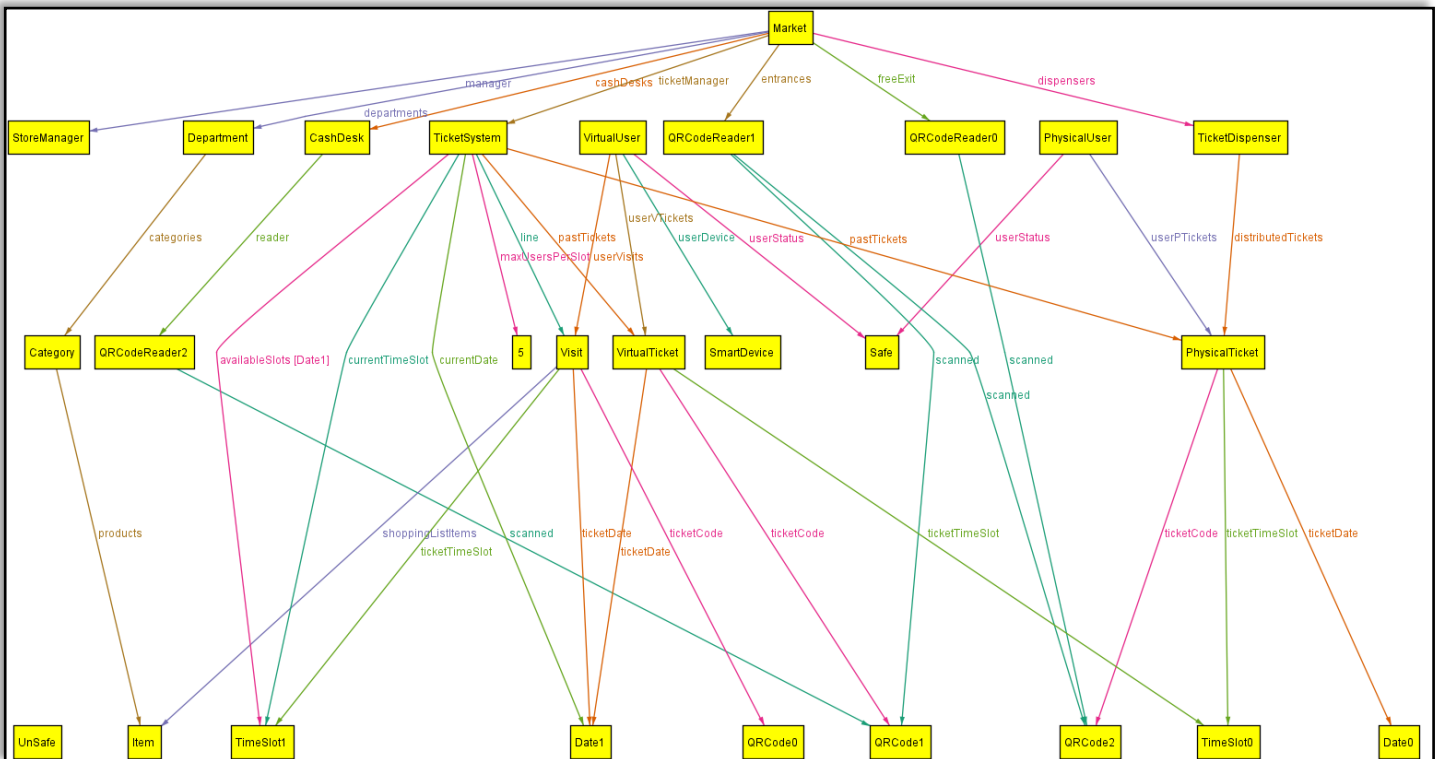 Market
manager
cashDesks
ticketManager
entrances
freeExit
dispensers
departments
StoreManager
Department
CashDesk
TicketSystem
VirtualUser
QRCodeReader1
QRCodeReader0
PhysicalUser
TicketDispenser
userVTickets
categories
reader
line
pastTickets
userDevice
userStatus
pastTickets
userStatus
userPTickets
distributedTickets
maxUsersPerSlot
userVisits
Category
QRCodeReader2
availableSlots [Date1]
currentTimeSlot
currentDate
5
Visit
VirtualTicket
SmartDevice
Safe
scanned
scanned
PhysicalTicket
scanned
products
shoppingListItems
scanned
ticketDate
ticketCode
ticketCode
ticketTimeSlot
ticketCode
ticketTimeSlot
ticketDate
ticketTimeSlot
ticketDate
UnSafe
Item
TimeSlot1
Date1
QRCode0
QRCode1
QRCode2
TimeSlot0
Date0